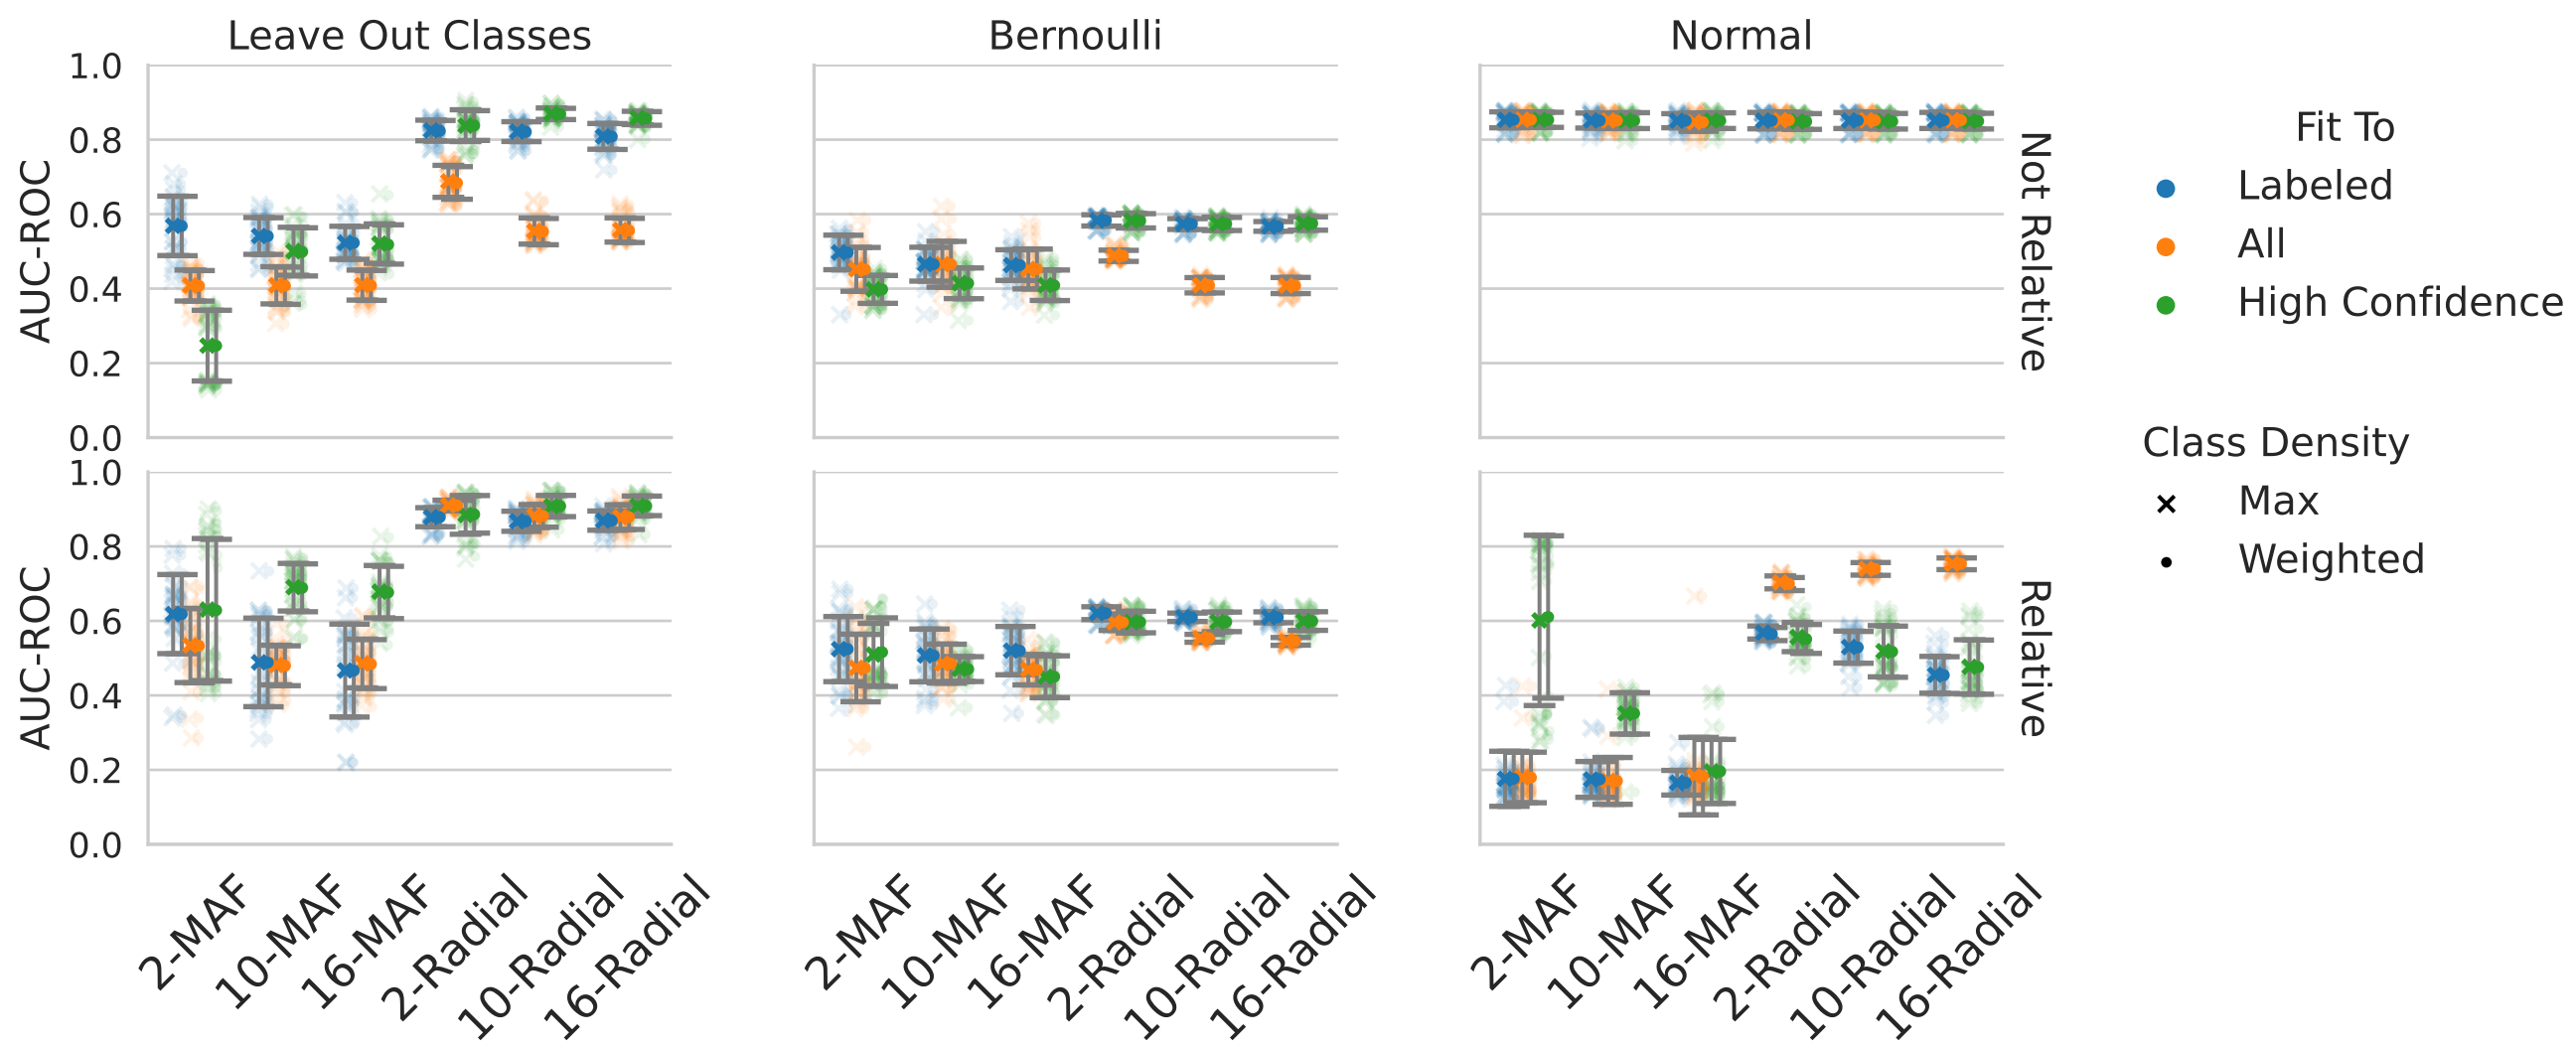 Leave Out Classes
Bernoulli
Normal
AUC-ROC
1.0
0.8
0.6
0.4
0.2
0.0
Not Relative
AUC-ROC
1.0
0.8
0.6
0.4
0.2
0.0
Relative
2-MAF
10-MAF
16-MAF
2-Radial
10-Radial
16-Radial
2-MAF
10-MAF
16-MAF
2-Radial
10-Radial
16-Radial
2-MAF
10-MAF
16-MAF
2-Radial
10-Radial
16-Radial
Fit To
Labeled
All
High Confidence
Class Density
Max
Weighted